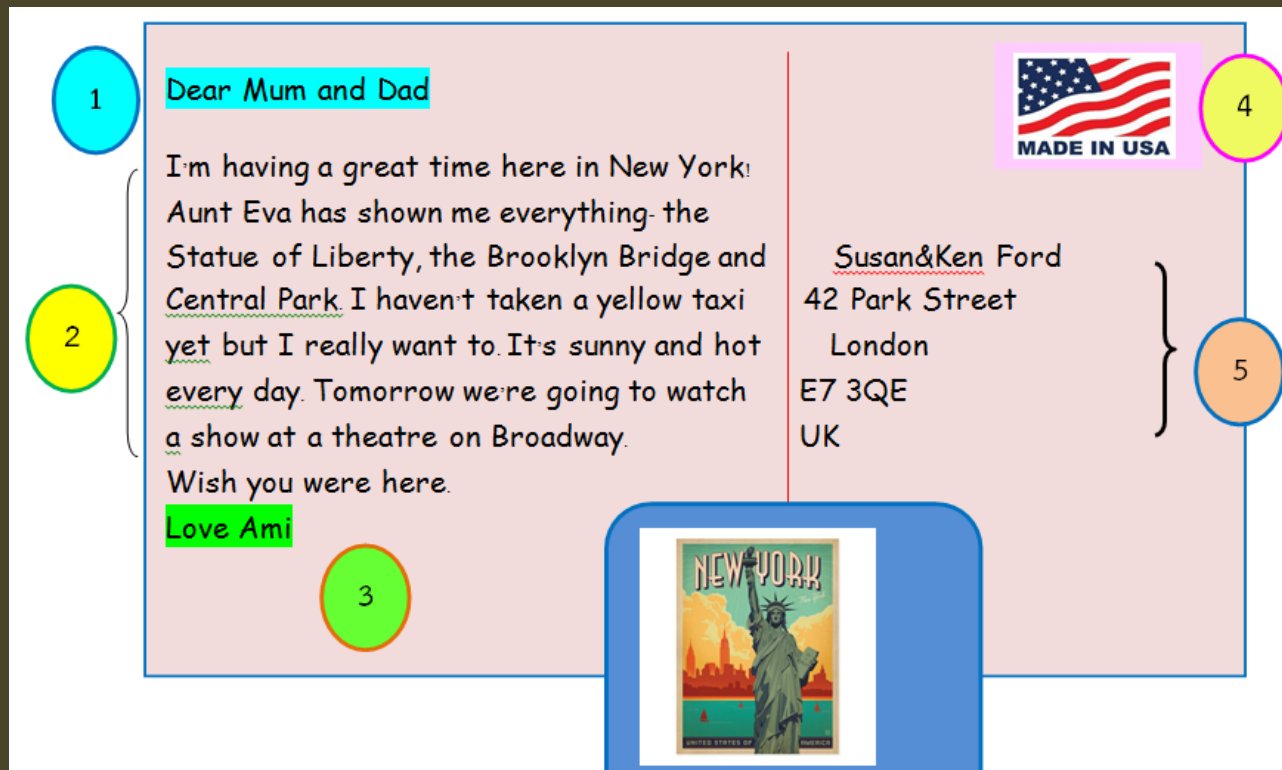 1
Dear Mum and Dad
I'm having a great time here in New York!
Aunt Eva has shown me everything- the
Statue of Liberty, the Brooklyn Bridge and
Central Park. I haven't taken a yellow taxi
yet but I really want to. It's sunny and hot
every day. Tomorrow we're going to watch
a show at a theatre on Broadway.
Wish you were here.
Love Ami
2
3
MADE IN USA
4
Susan&Ken Ford
42 Park Street
London
E7 3QE
UK
5
NEW YORK
UNITED STATES OF AMERICA